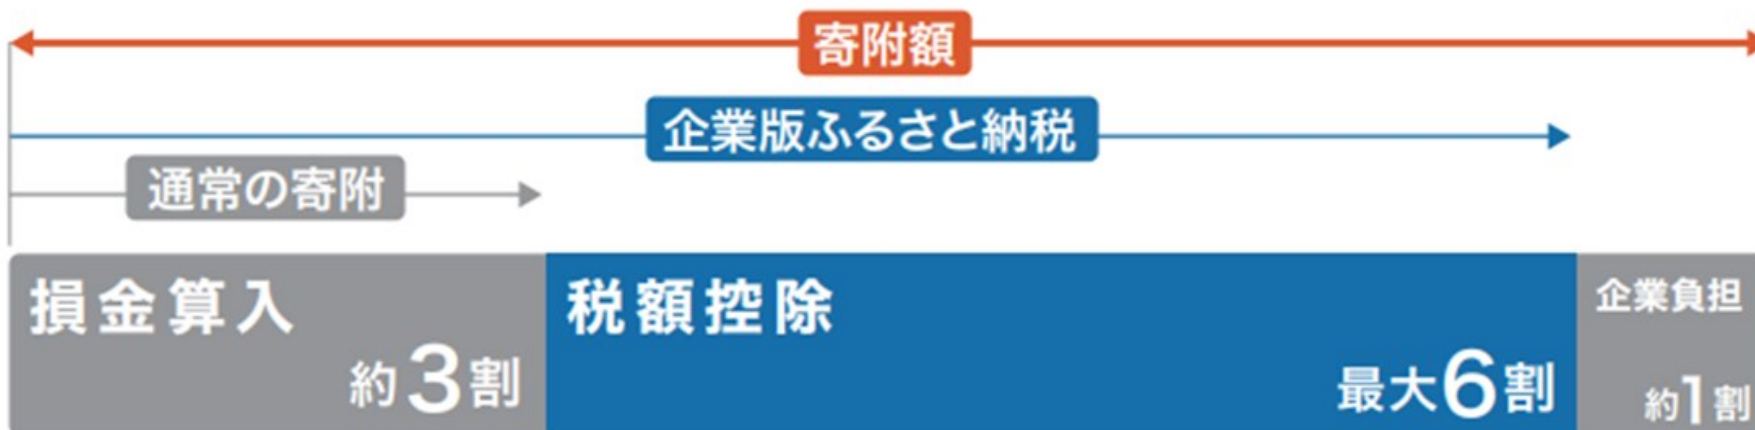 寄附額
企業版ふるさと納税
通常の寄附
損金算入
約3割
税額控除
最大6割
企業負担
約1割